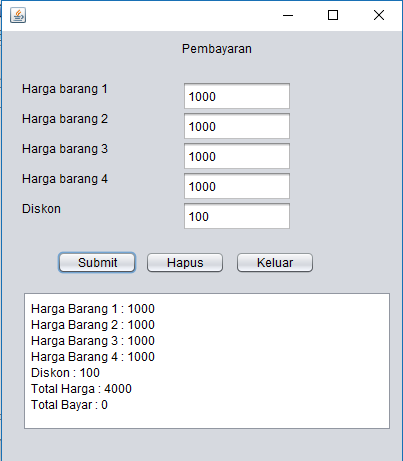 Pembayaran
Harga barang 1 1000
Harga barang 2 1000
Harga barang 3 1000
Harga barang 4 1000
Diskon 100
Submit Hapus Keluar
Harga Barang 1 : 1000
Harga Barang 2 : 1000
Harga Barang 3 : 1000
Harga Barang 4 : 1000
Diskon : 100
Total Harga : 4000
Total Bayar : 0